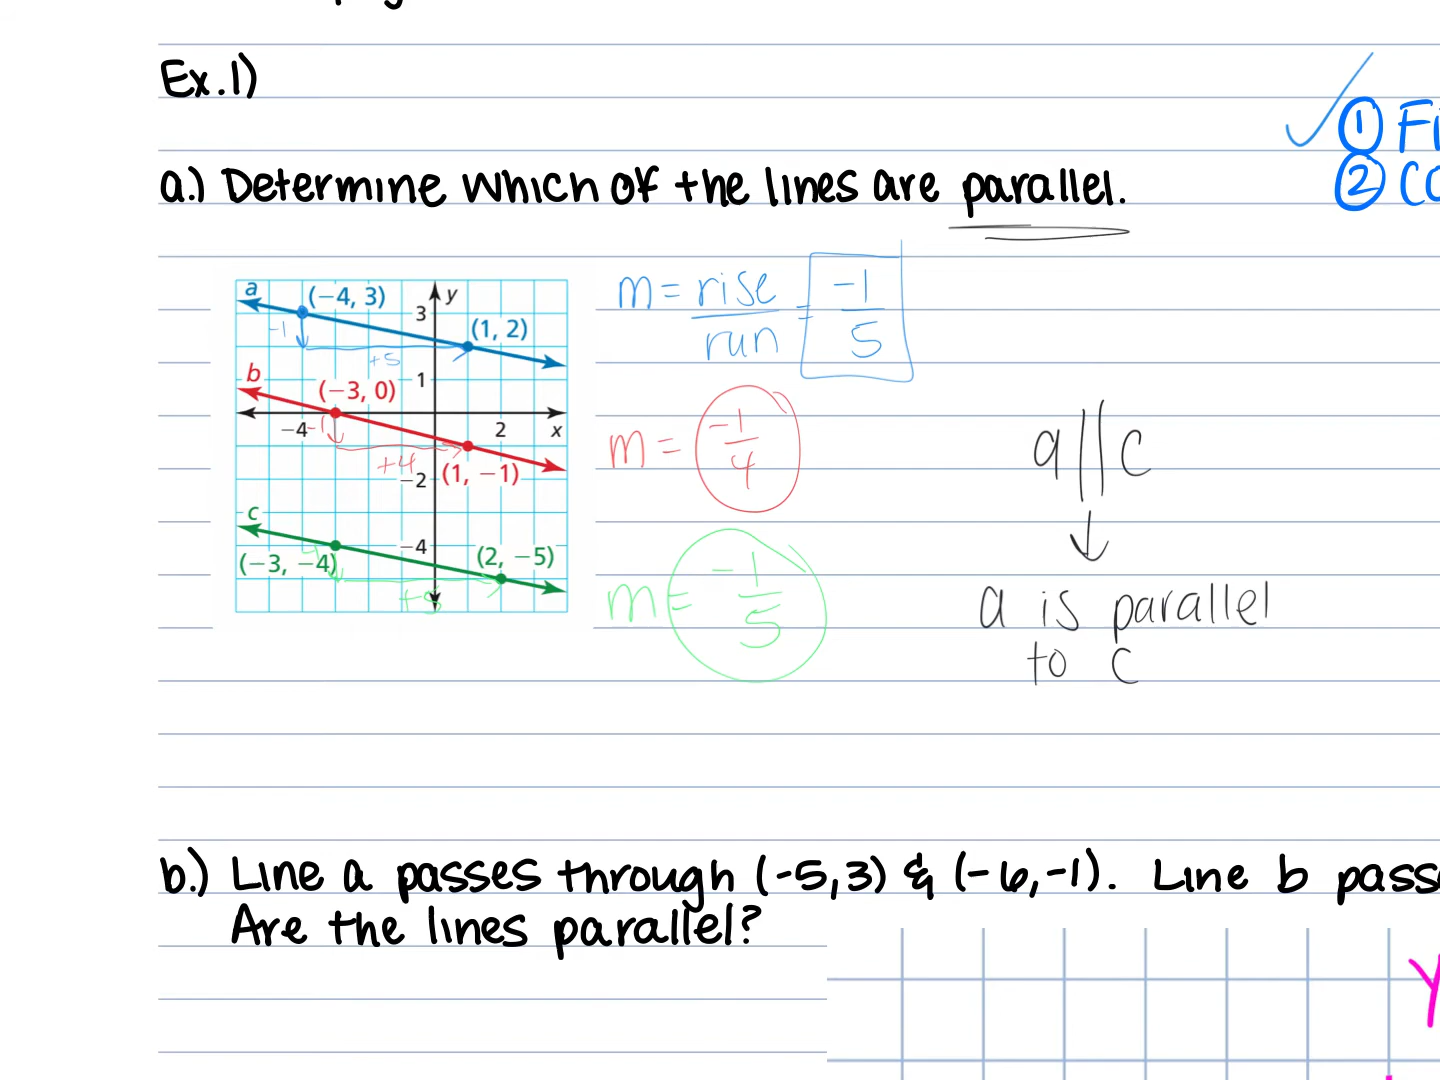 Ex.1)
① Fi
② Co
a.) Determine which of the lines are parallel.
a
(−4, 3)
y
3
(1, 2)
-1
+5
b
(−3, 0)
1
−4
-1
2
x
+4
−2
(1, −1)
c
−4
(−3, −4)
(2, −5)
+5
m = rise/run = -1/5
m = -1/4
m = -1/5
a || c
a is parallel
to c
b.) Line a passes through (-5,3) & (-6,-1). Line b pass
Are the lines parallel?